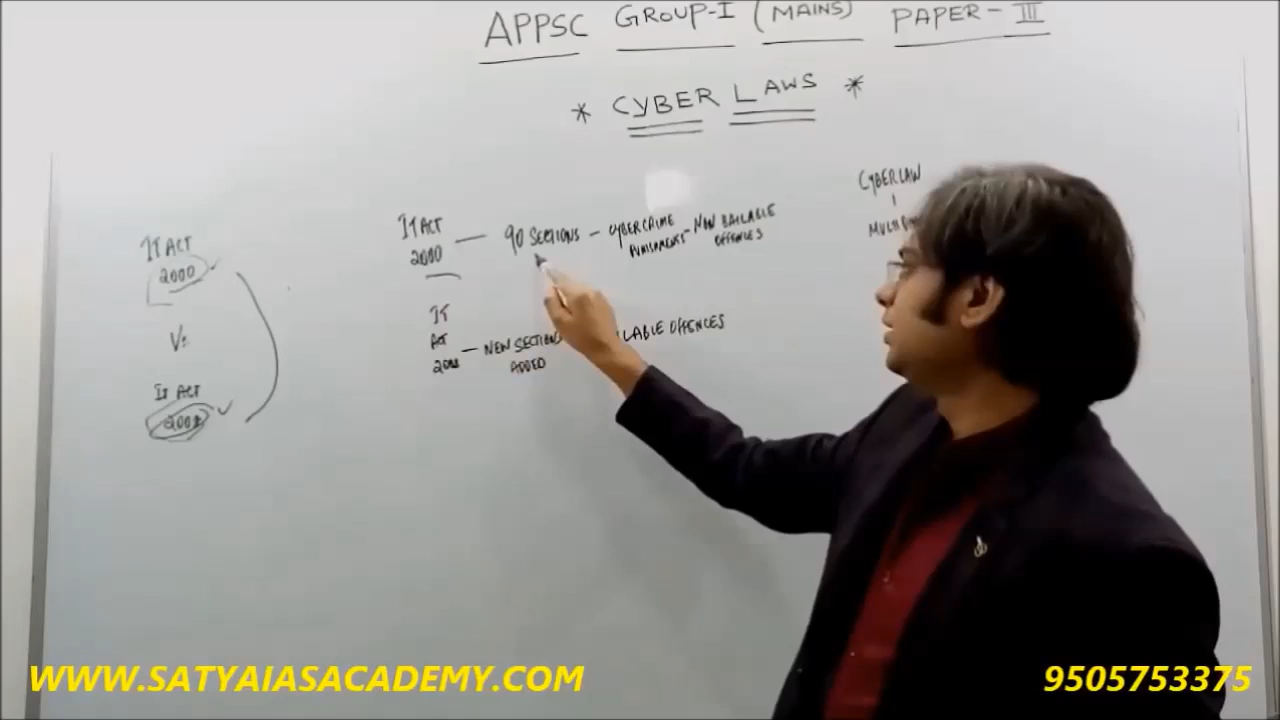 APPSC GROUP-I (MAINS) PAPER-III
* CYBER LAWS *
IT ACT
2000
Vs
IT ACT
2008
IT ACT
2000 — 90 SECTIONS — CYBERCRIME PUNISHMENT - NON BAILABLE OFFENCES
IT
ACT
2008 — NEW SECTIONS ADDED
OFFENCES
CYBERLAW
WWW.SATYAIASACADEMY.COM
9505753375